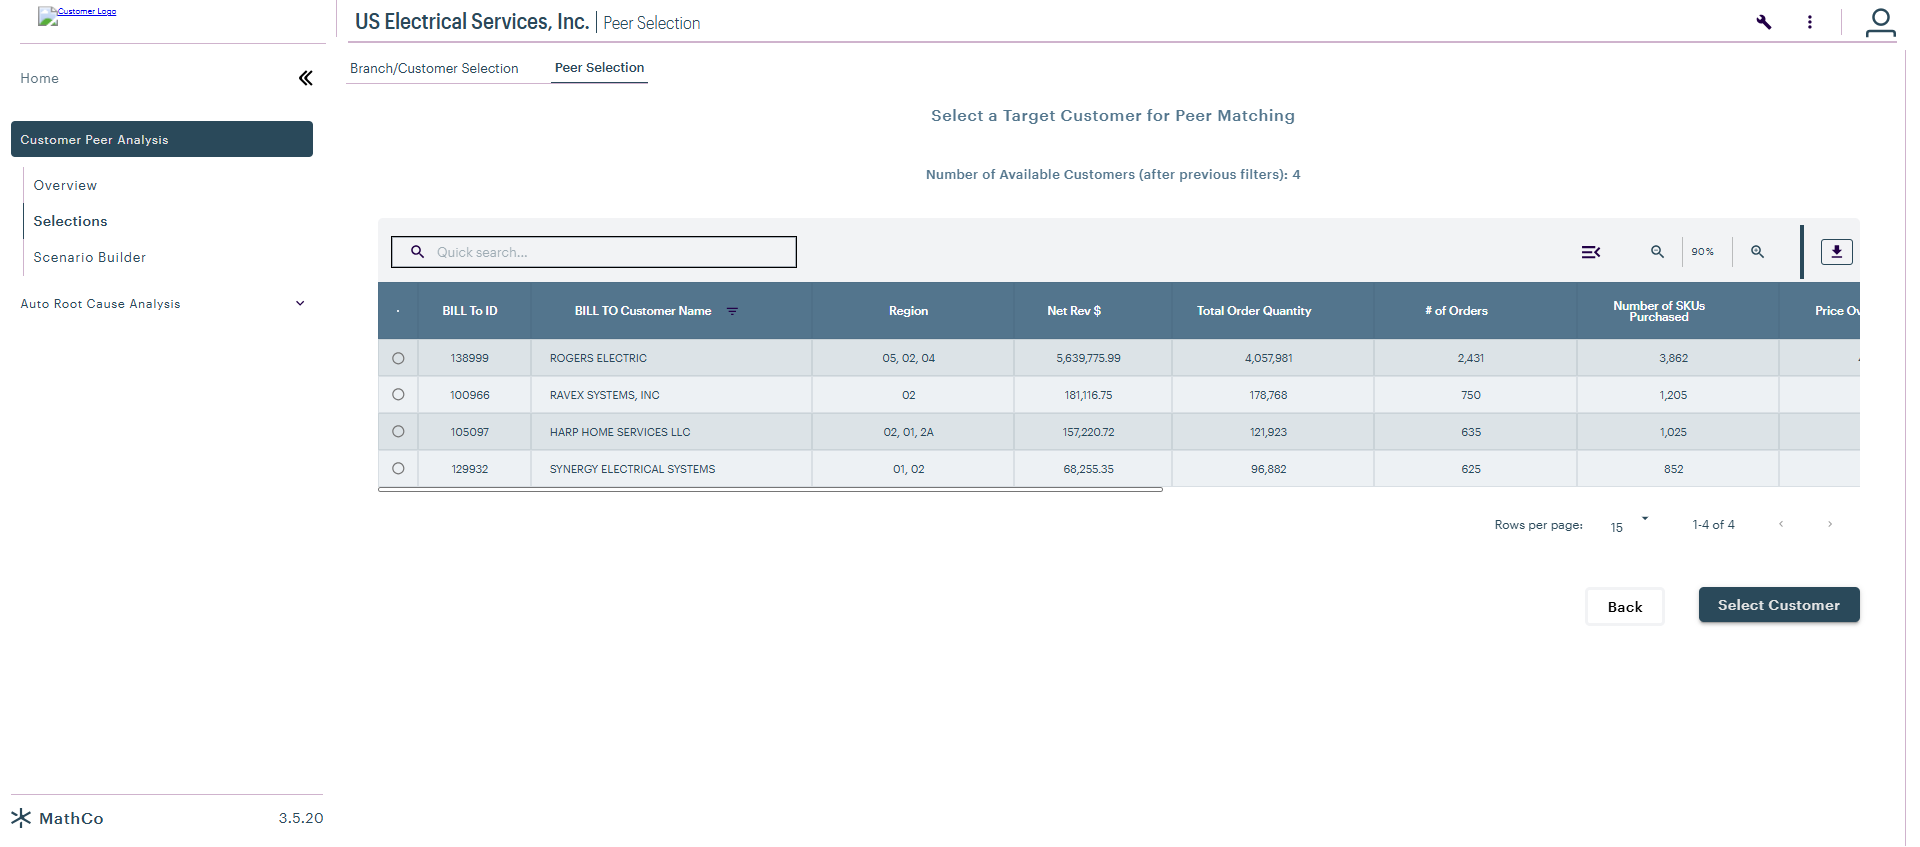 Customer Logo
US Electrical Services, Inc. | Peer Selection
Home
Branch/Customer Selection
Peer Selection
Customer Peer Analysis
Overview
Selections
Scenario Builder
Auto Root Cause Analysis
Select a Target Customer for Peer Matching
Number of Available Customers (after previous filters): 4
Quick search...
90%
BILL To ID BILL TO Customer Name Region Net Rev $ Total Order Quantity # of Orders Number of SKUs Purchased Price Ov
138999 ROGERS ELECTRIC 05, 02, 04 5,639,775.99 4,057,981 2,431 3,862
100966 RAVEX SYSTEMS, INC 02 181,116.75 178,768 750 1,205
105097 HARP HOME SERVICES LLC 02, 01, 2A 157,220.72 121,923 635 1,025
129932 SYNERGY ELECTRICAL SYSTEMS 01, 02 68,255.35 96,882 625 852
Rows per page: 15 1-4 of 4
Back
Select Customer
MathCo 3.5.20